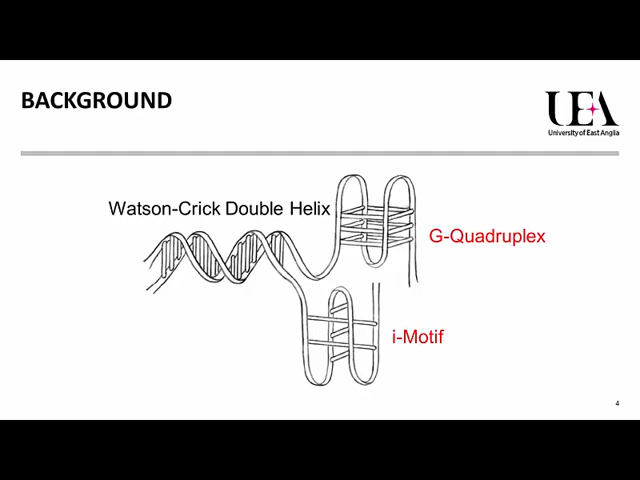 BACKGROUND
UEA
University of East Anglia
Watson-Crick Double Helix
G-Quadruplex
i-Motif
4